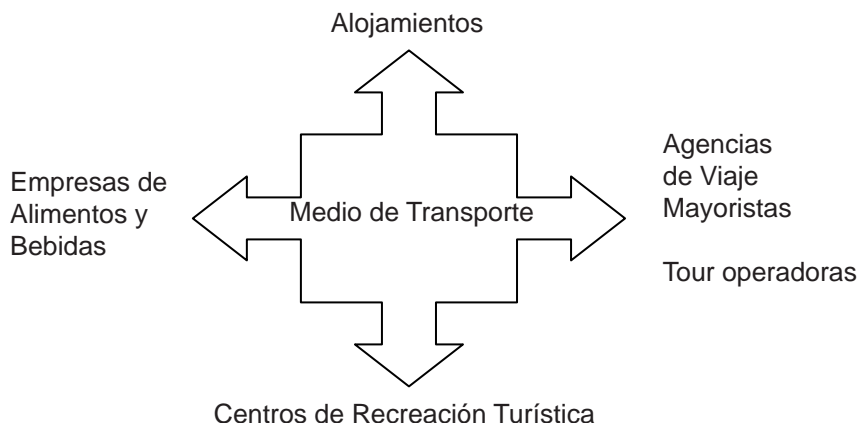 Alojamientos
Empresas de
Alimentos y
Bebidas
Medio de Transporte
Agencias
de Viaje
Mayoristas
Tour operadoras
Centros de Recreación Turística